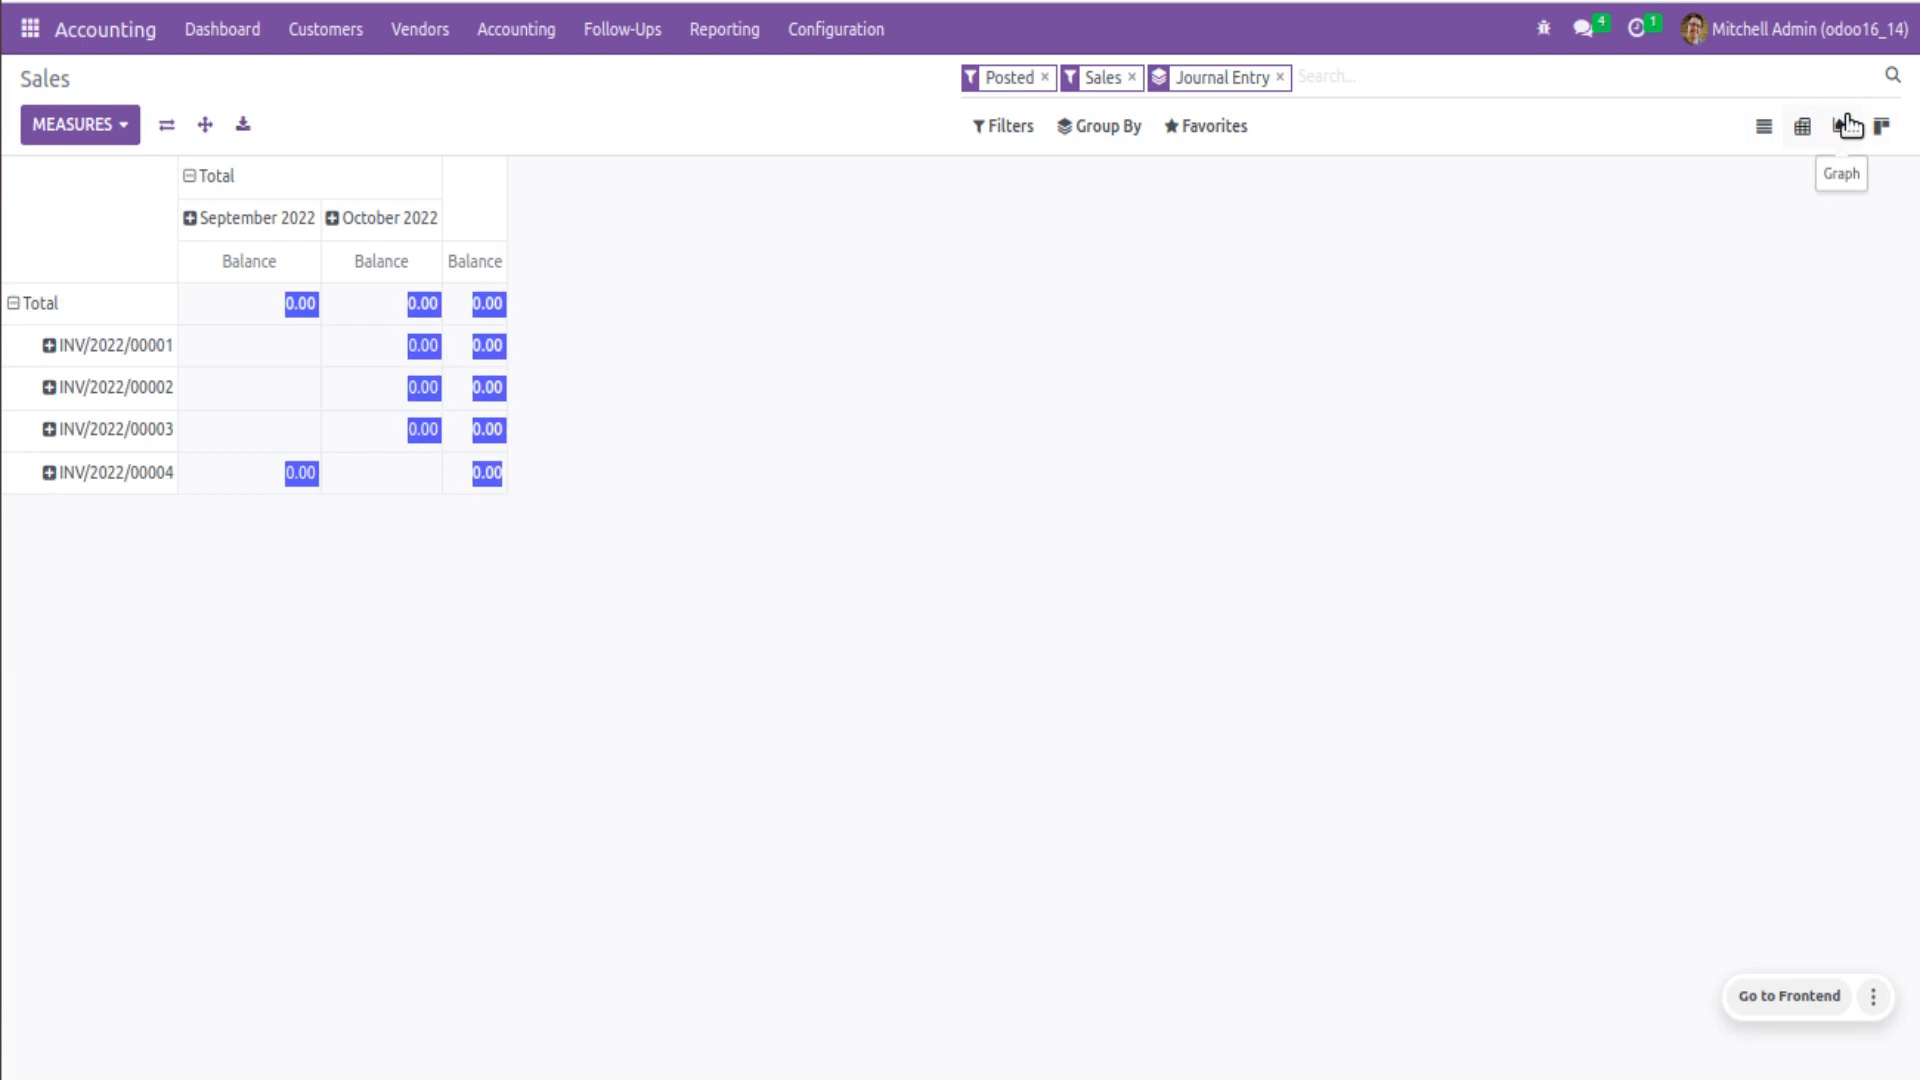 Accounting Dashboard Customers Vendors Accounting Follow-Ups Reporting Configuration 4 1 Mitchell Admin (odoo16_14)
Sales Posted × Sales × Journal Entry × Search...
MEASURES Filters Group By Favorites
Graph
Total
September 2022 October 2022
Balance Balance Balance
Total 0.00 0.00 0.00
INV/2022/00001 0.00 0.00
INV/2022/00002 0.00 0.00
INV/2022/00003 0.00 0.00
INV/2022/00004 0.00 0.00
Go to Frontend